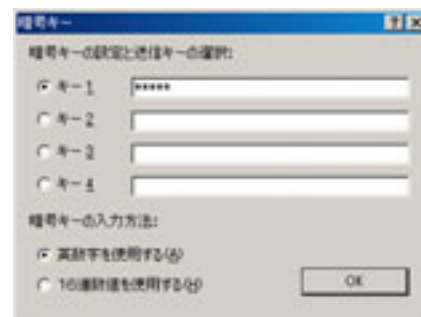 暗号キー
暗号キーの設定と送信キーの選択:
キー1 *****
キー2
キー3
キー4
暗号キーの入力方法:
英数字を使用する(A)
16進数値を使用する(H)
OK